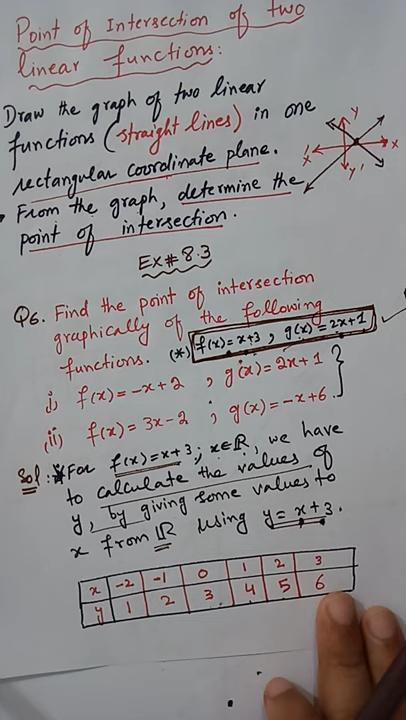 Point of Intersection of two
linear functions:
Draw the graph of two linear
functions (straight lines) in one
rectangular coordinate plane.
From the graph, determine the
point of intersection.
Y
X' X
Y'
Ex# 8.3
Q6. Find the point of intersection
graphically of the following
functions. (*) f(x)=x+3 , g(x)=2x+1
i) f(x)=-x+2 , g(x)=2x+1
(ii) f(x)=3x-2 ; g(x)=-x+6.
Sol: *For f(x)=x+3; x∈ℝ, we have
to calculate the values of
y, by giving some values to
x from ℝ using y=x+3.
x -2 -1 0 1 2 3
y 1 2 3 4 5 6